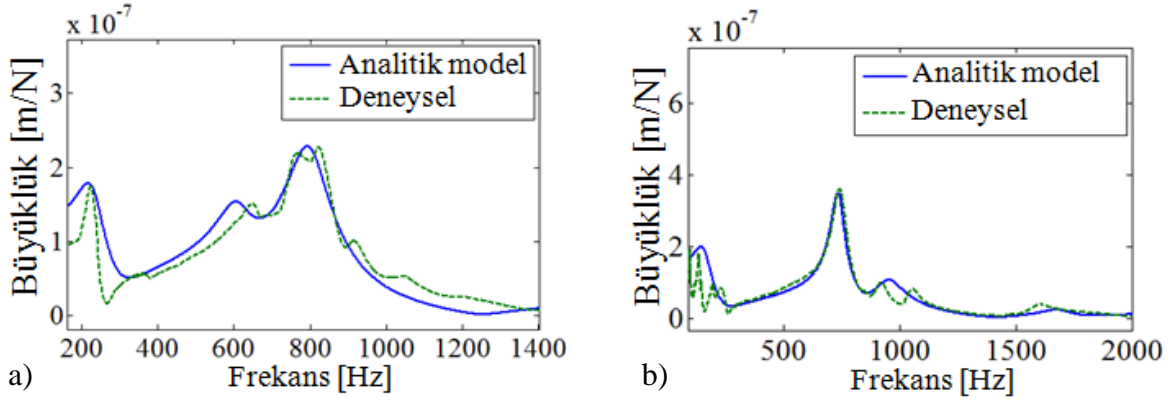 x 10-7
Büyüklük [m/N]
3
2
1
0
Analitik model
Deneysel
200 400 600 800 1000 1200 1400
Frekans [Hz]
a)
x 10-7
Büyüklük [m/N]
6
4
2
0
Analitik model
Deneysel
500 1000 1500 2000
Frekans [Hz]
b)